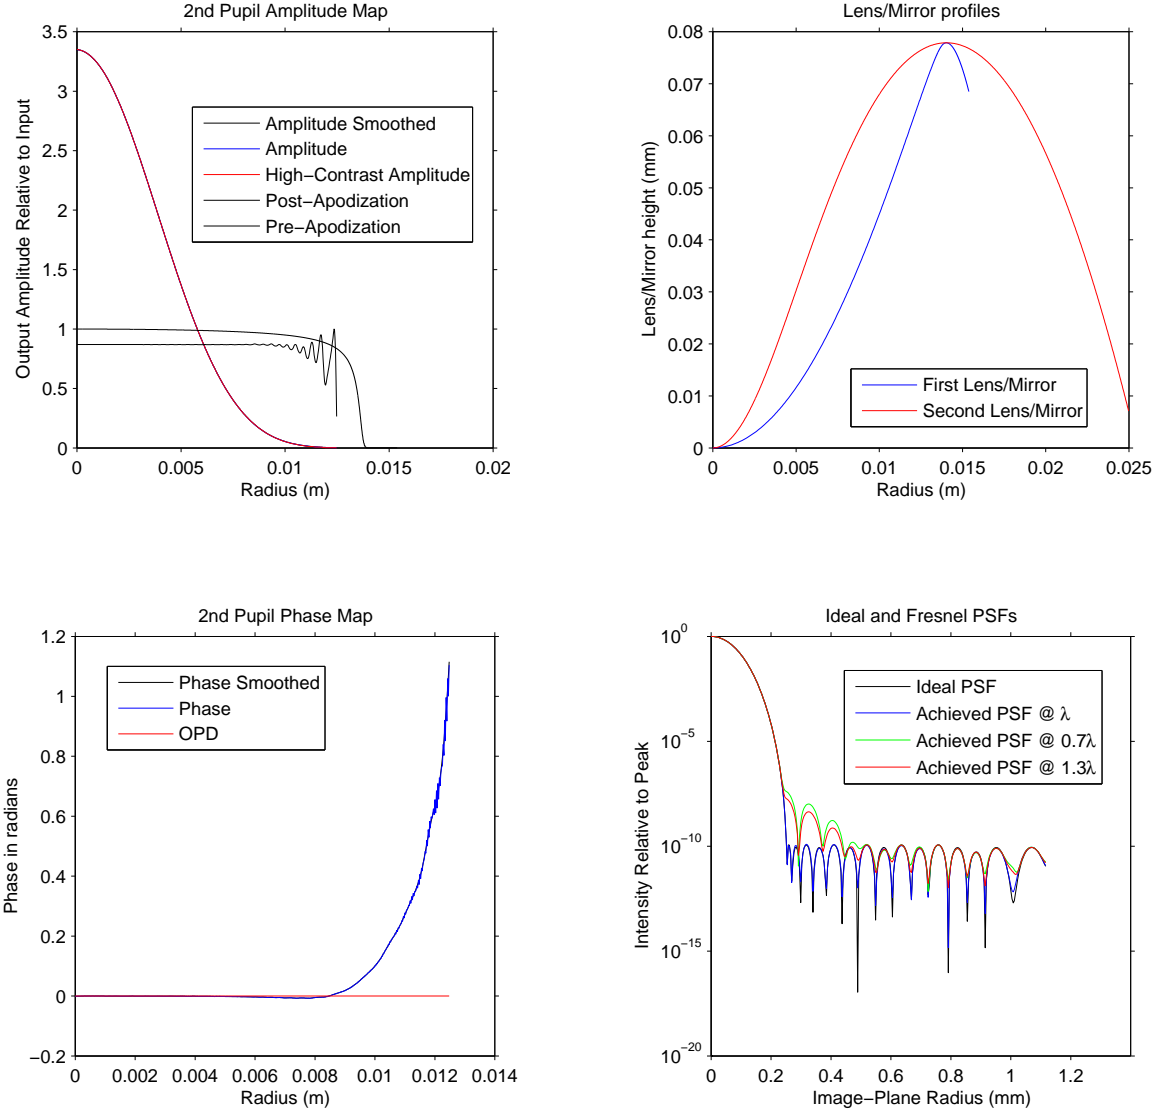 2nd Pupil Amplitude Map
Output Amplitude Relative to Input
3.5
3
2.5
2
1.5
1
0.5
0
Amplitude Smoothed
Amplitude
High−Contrast Amplitude
Post−Apodization
Pre−Apodization
0 0.005 0.01 0.015 0.02
Radius (m)
Lens/Mirror profiles
Lens/Mirror height (mm)
0.08
0.07
0.06
0.05
0.04
0.03
0.02
0.01
0
First Lens/Mirror
Second Lens/Mirror
0 0.005 0.01 0.015 0.02 0.025
Radius (m)
2nd Pupil Phase Map
Phase in radians
1.2
1
0.8
0.6
0.4
0.2
0
−0.2
Phase Smoothed
Phase
OPD
0 0.002 0.004 0.006 0.008 0.01 0.012 0.014
Radius (m)
Ideal and Fresnel PSFs
Intensity Relative to Peak
10^0
10^−5
10^−10
10^−15
10^−20
Ideal PSF
Achieved PSF @ λ
Achieved PSF @ 0.7λ
Achieved PSF @ 1.3λ
0 0.2 0.4 0.6 0.8 1 1.2
Image−Plane Radius (mm)